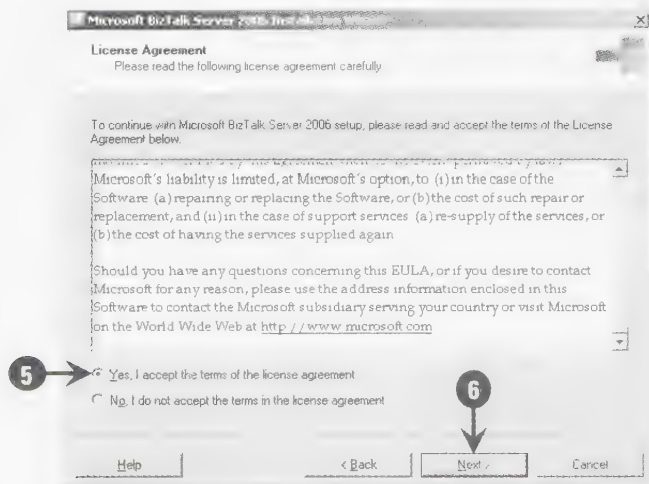 Microsoft BizTalk Server 2006 Install
License Agreement
Please read the following license agreement carefully
To continue with Microsoft BizTalk Server 2006 setup, please read and accept the terms of the License
Agreement below.
Microsoft's liability is limited, at Microsoft's option, to (i) in the case of the
Software (a) repairing or replacing the Software, or (b) the cost of such repair or
replacement, and (ii) in the case of support services (a) re-supply of the services, or
(b) the cost of having the services supplied again
Should you have any questions concerning this EULA, or if you desire to contact
Microsoft for any reason, please use the address information enclosed in this
Software to contact the Microsoft subsidiary serving your country or visit Microsoft
on the World Wide Web at http //www microsoft com
5
Yes, I accept the terms of the license agreement
No, I do not accept the terms in the license agreement
6
Help
< Back
Next >
Cancel